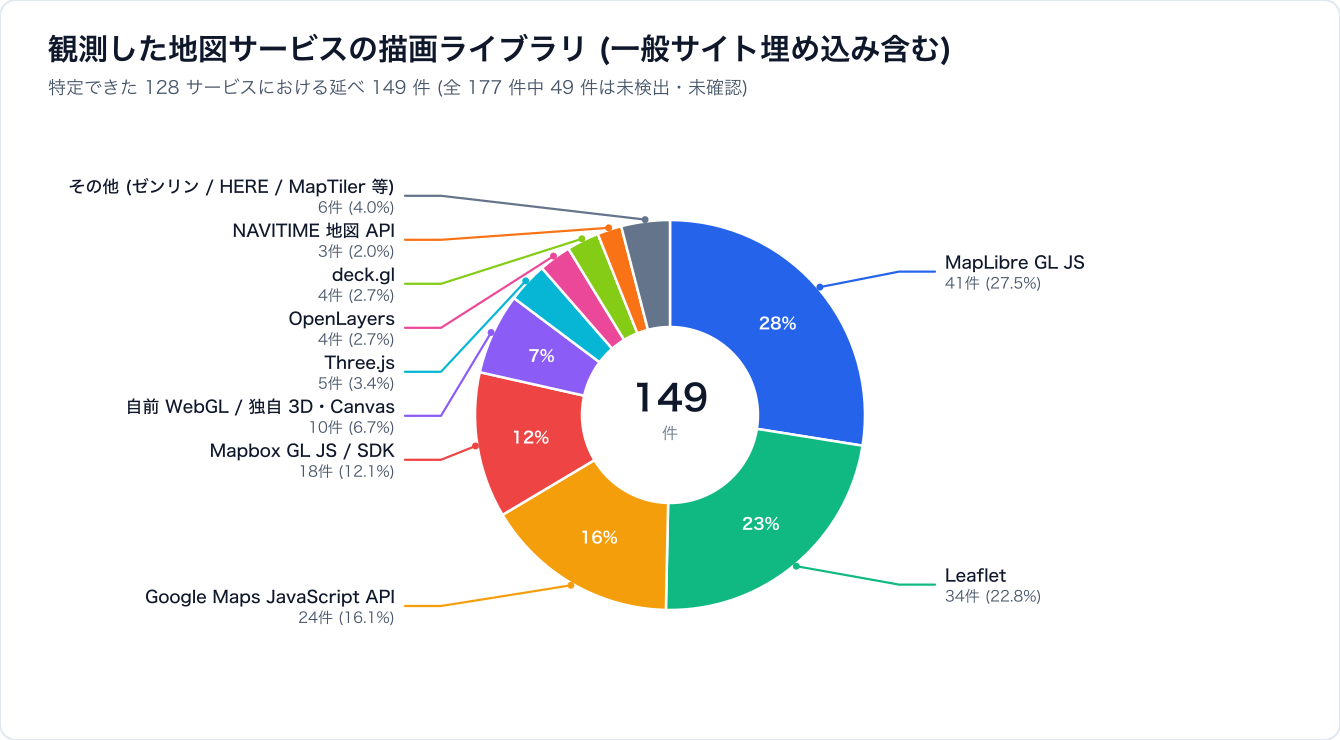 観測した地図サービスの描画ライブラリ (一般サイト埋め込み含む)
特定できた 128 サービスにおける延べ 149 件 (全 177 件中 49 件は未検出・未確認)
その他 (ゼンリン / HERE / MapTiler 等)
6件 (4.0%)
NAVITIME 地図 API
3件 (2.0%)
deck.gl
4件 (2.7%)
OpenLayers
4件 (2.7%)
Three.js
5件 (3.4%)
自前 WebGL / 独自 3D・Canvas
10件 (6.7%)
Mapbox GL JS / SDK
18件 (12.1%)
Google Maps JavaScript API
24件 (16.1%)
28%
23%
16%
12%
7%
149
件
MapLibre GL JS
41件 (27.5%)
Leaflet
34件 (22.8%)